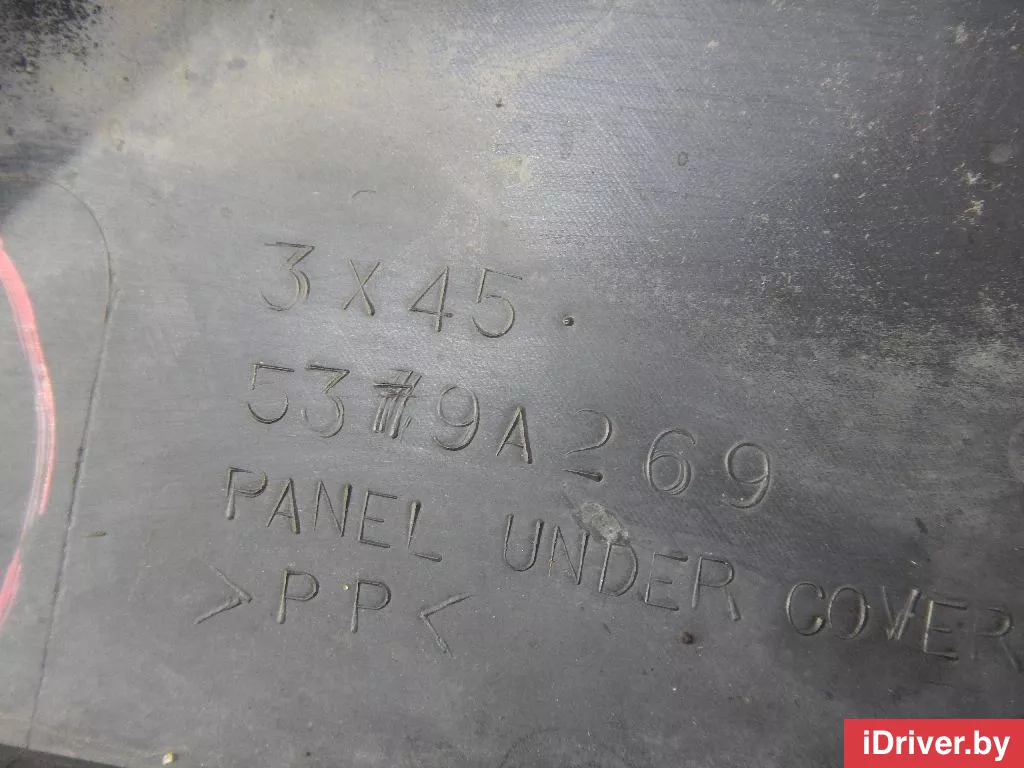 3X45
5379A269
PANEL UNDER COVER
>PP<
iDriver.by